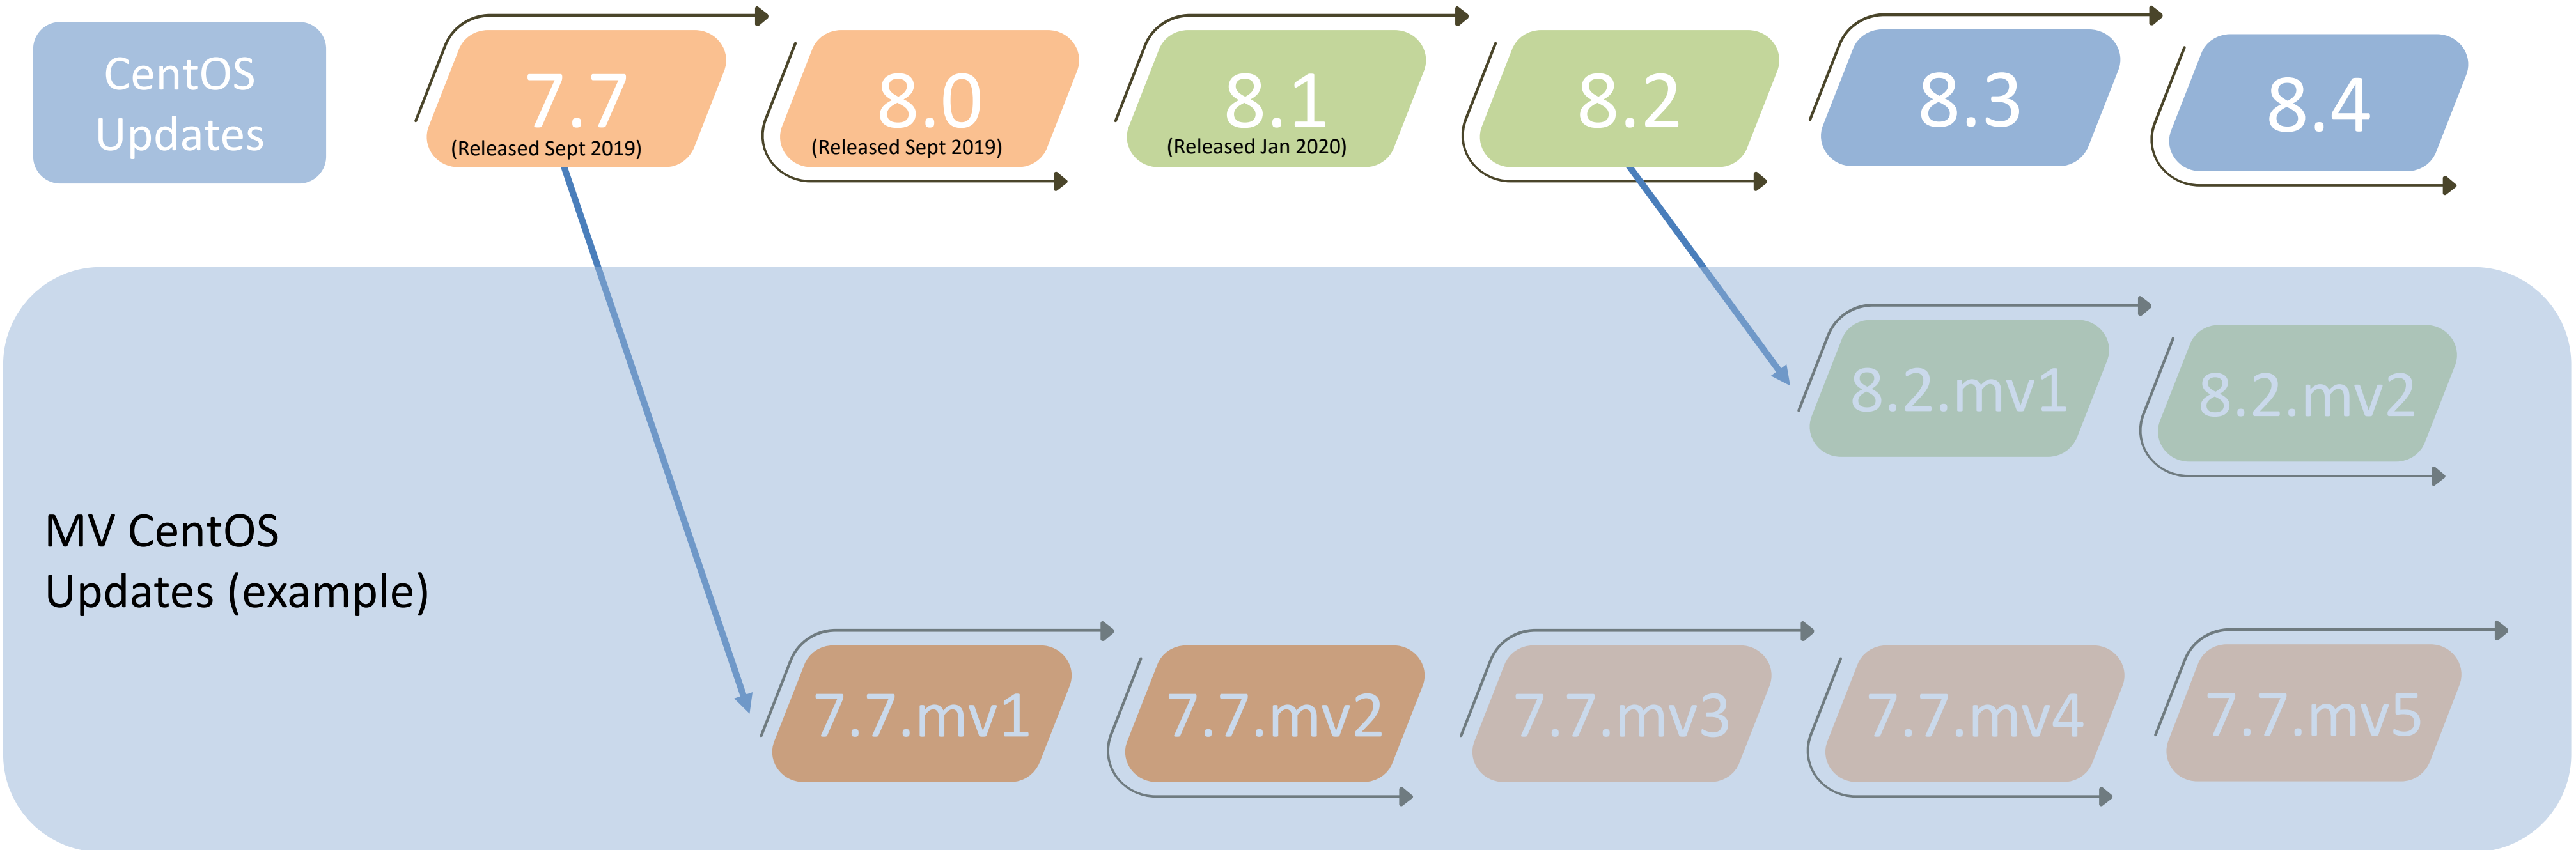 CentOS
Updates
7.7
(Released Sept 2019)
8.0
(Released Sept 2019)
8.1
(Released Jan 2020)
8.2
8.3
8.4
8.2.mv1
8.2.mv2
MV CentOS
Updates (example)
7.7.mv1
7.7.mv2
7.7.mv3
7.7.mv4
7.7.mv5